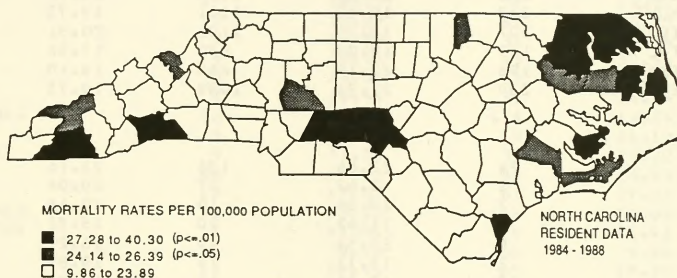 MORTALITY RATES PER 100,000 POPULATION
27.28 to 40.30 (p<=.01)
24.14 to 26.39 (p<=.05)
9.86 to 23.89
NORTH CAROLINA
RESIDENT DATA
1984 - 1988